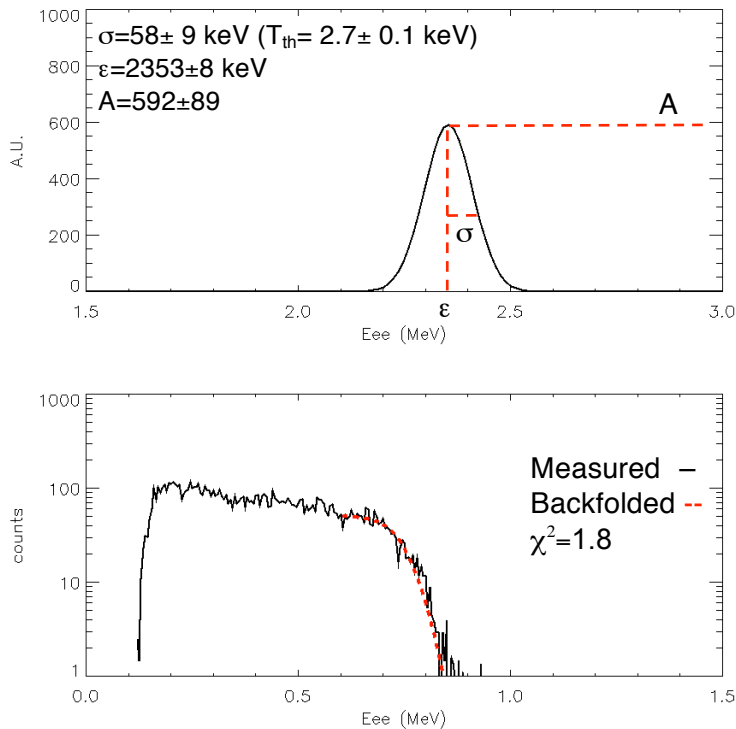 1000
σ=58± 9 keV (Tth= 2.7± 0.1 keV)
ε=2353±8 keV
A=592±89
800
600
400
200
0
A.U.
A
σ
1.5
2.0
ε
2.5
3.0
Eee (MeV)
1000
100
10
1
counts
Measured
Backfolded
χ²=1.8
0.0
0.5
1.0
1.5
Eee (MeV)